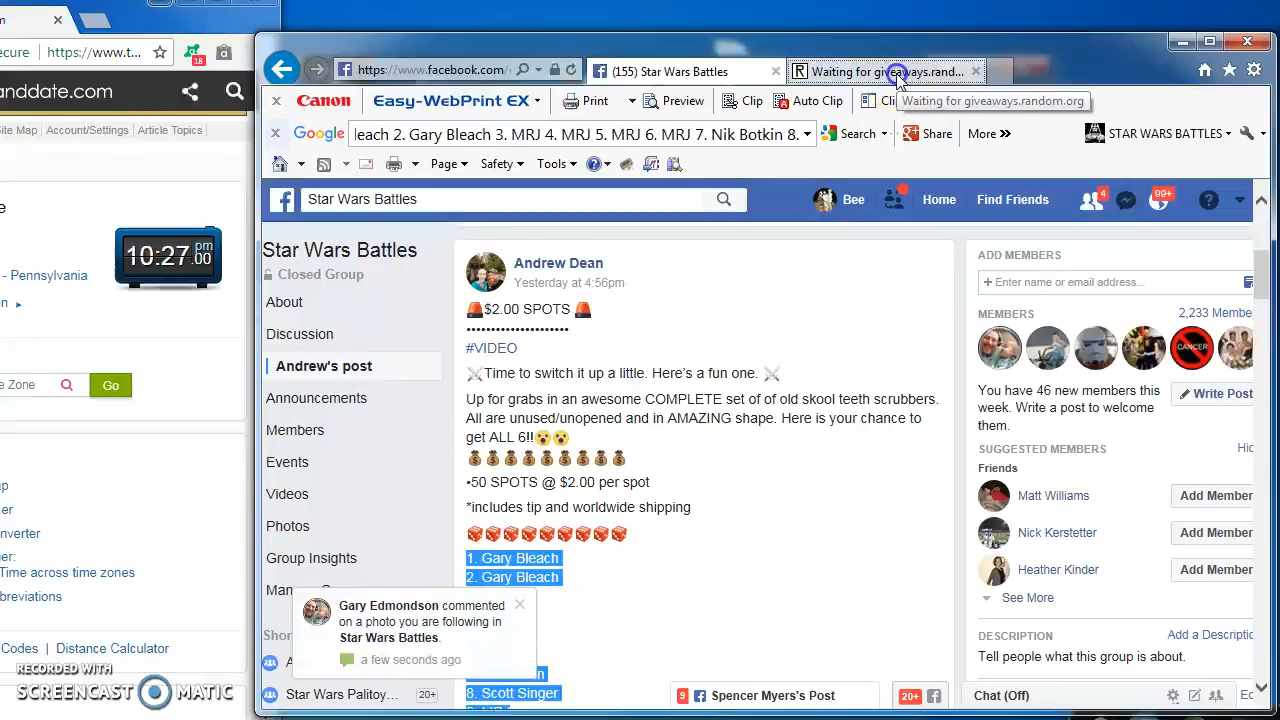 m
ecure
https://www.t...
18
https://www.facebook.com/
(155) Star Wars Battles
Waiting for giveaways.rand...
Waiting for giveaways.random.org
anddate.com
Canon
Easy-WebPrint EX
Print
Preview
Clip
Auto Clip
Cli
Google
leach 2. Gary Bleach 3. MRJ 4. MRJ 5. MRJ 6. MRJ 7. Nik Botkin 8.
Search
Share
More »
STAR WARS BATTLES
Site Map
Account/Settings
Article Topics
Page
Safety
Tools
Star Wars Battles
Bee
Home
Find Friends
4
99+
e
10:27 pm
.00
- Pennsylvania
on
Zone
Go
Star Wars Battles
Closed Group
About
Discussion
Andrew's post
Announcements
Members
Events
Videos
Photos
Group Insights
Man
Shor
A
Star Wars Palitoy...
20+
Andrew Dean
Yesterday at 4:56pm
$2.00 SPOTS
•••••••••••••••••••••
#VIDEO
Time to switch it up a little. Here's a fun one.
Up for grabs in an awesome COMPLETE set of of old skool teeth scrubbers.
All are unused/unopened and in AMAZING shape. Here is your chance to
get ALL 6!!
•50 SPOTS @ $2.00 per spot
*includes tip and worldwide shipping
1. Gary Bleach
2. Gary Bleach
n
8. Scott Singer
Gary Edmondson commented
on a photo you are following in
Star Wars Battles.
a few seconds ago
9
Spencer Myers's Post
20+
Chat (Off)
ADD MEMBERS
+ Enter name or email address...
MEMBERS
2,233 Membe
CANCER
You have 46 new members this
week. Write a post to welcome
them.
Write Post
SUGGESTED MEMBERS
Hid
Friends
Matt Williams
Add Member
Nick Kerstetter
Add Member
Heather Kinder
Add Member
See More
DESCRIPTION
Add a Descriptio
Tell people what this group is about.
Ec
ap
er
onverter
er:
Time across time zones
breviations
Codes
Distance Calculator
RECORDED WITH
SCREENCAST MATIC